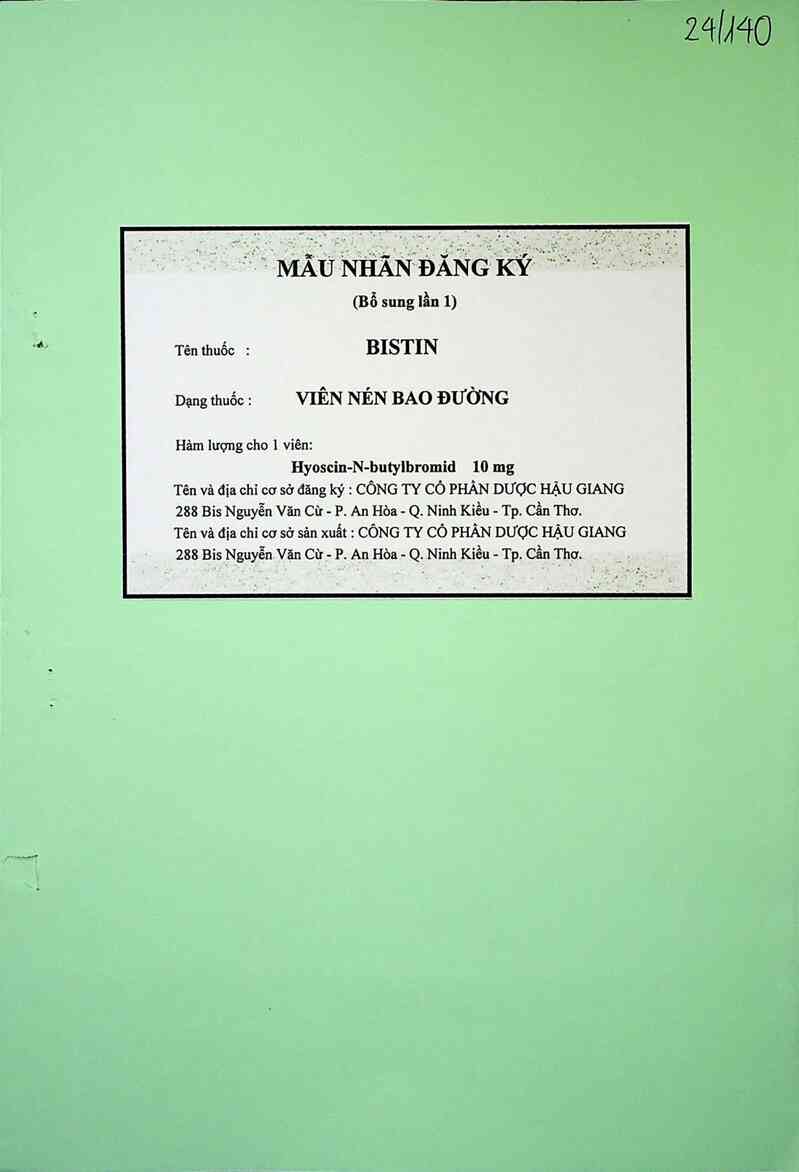 24/140
MẪU NHÃN ĐĂNG KÝ
(Bổ sung lần 1)
Tên thuốc : BISTIN
Dạng thuốc : VIÊN NÉN BAO ĐƯỜNG
Hàm lượng cho 1 viên:
Hyoscin-N-butylbromid 10 mg
Tên và địa chỉ cơ sở đăng ký : CÔNG TY CỔ PHẦN DƯỢC HẬU GIANG
288 Bis Nguyễn Văn Cừ - P. An Hòa - Q. Ninh Kiều - Tp. Cần Thơ.
Tên và địa chỉ cơ sở sản xuất : CÔNG TY CỔ PHẦN DƯỢC HẬU GIANG
288 Bis Nguyễn Văn Cừ - P. An Hòa - Q. Ninh Kiều - Tp. Cần Thơ.